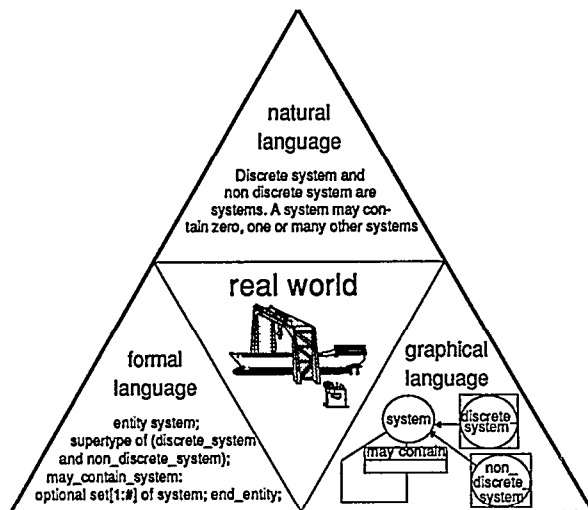 natural
language
Discrete system and
non discrete system are
systems. A system may con-
tain zero, one or many other systems
real world
formal
language
entity system;
supertype of (discrete_system
and non_discrete_system);
may_contain_system:
optional set[1:#] of system; end_entity;
graphical
language
system
discrete_
system
may contain
non_
discrete_
system